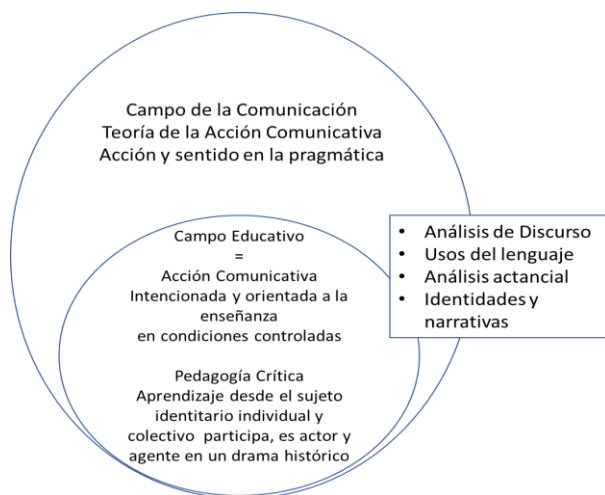 Campo de la Comunicación
Teoría de la Acción Comunicativa
Acción y sentido en la pragmática
Campo Educativo
=
Acción Comunicativa
Intencionada y orientada a la
enseñanza
en condiciones controladas
Pedagogía Crítica
Aprendizaje desde el sujeto
identitario individual y
colectivo participa, es actor y
agente en un drama histórico
• Análisis de Discurso
• Usos del lenguaje
• Análisis actancial
• Identidades y
narrativas